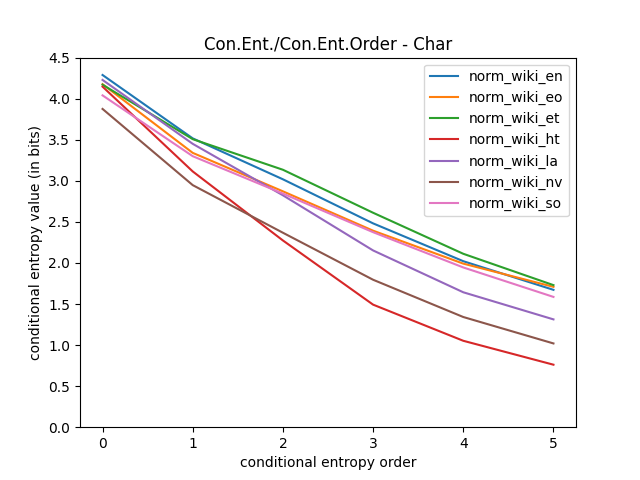 Con.Ent./Con.Ent.Order - Char
conditional entropy value (in bits)
4.5
4.0
3.5
3.0
2.5
2.0
1.5
1.0
0.5
0.0
norm_wiki_en
norm_wiki_eo
norm_wiki_et
norm_wiki_ht
norm_wiki_la
norm_wiki_nv
norm_wiki_so
0 1 2 3 4 5
conditional entropy order